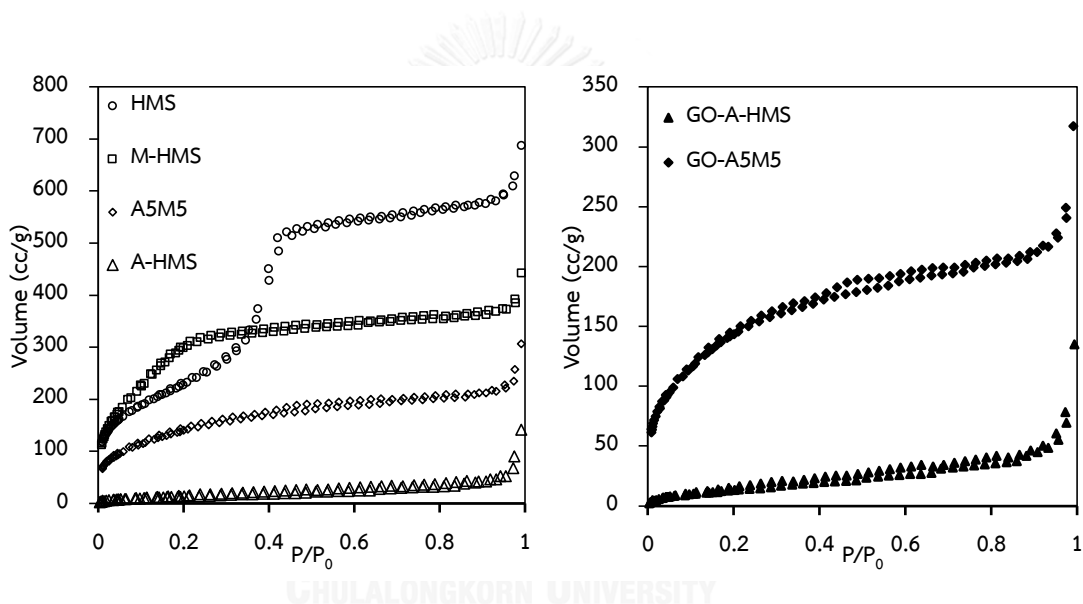 800
700
600
500
400
300
200
100
0
Volume (cc/g)
HMS
M-HMS
A5M5
A-HMS
0 0.2 0.4 0.6 0.8 1
P/P₀
350
300
250
200
150
100
50
0
Volume (cc/g)
GO-A-HMS
GO-A5M5
0 0.2 0.4 0.6 0.8 1
P/P₀
CHULALONGKORN UNIVERSITY